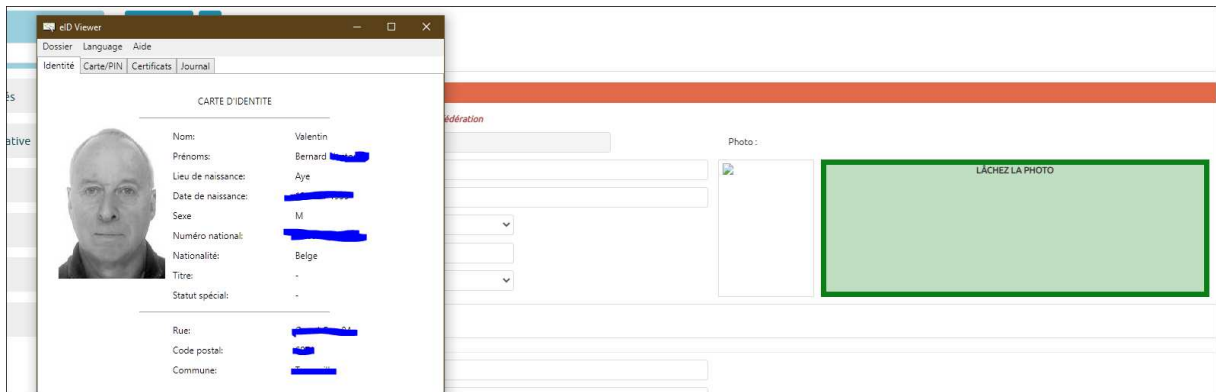 eID Viewer
Dossier Language Aide
Identité Carte/PIN Certificats Journal
CARTE D'IDENTITE
Nom: Valentin
Prénoms: Bernard
Lieu de naissance: Aye
Date de naissance:
Sexe M
Numéro national:
Nationalité: Belge
Titre: -
Statut spécial: -
Rue:
Code postal:
Commune:
és
ative
édération
Photo :
LÂCHEZ LA PHOTO